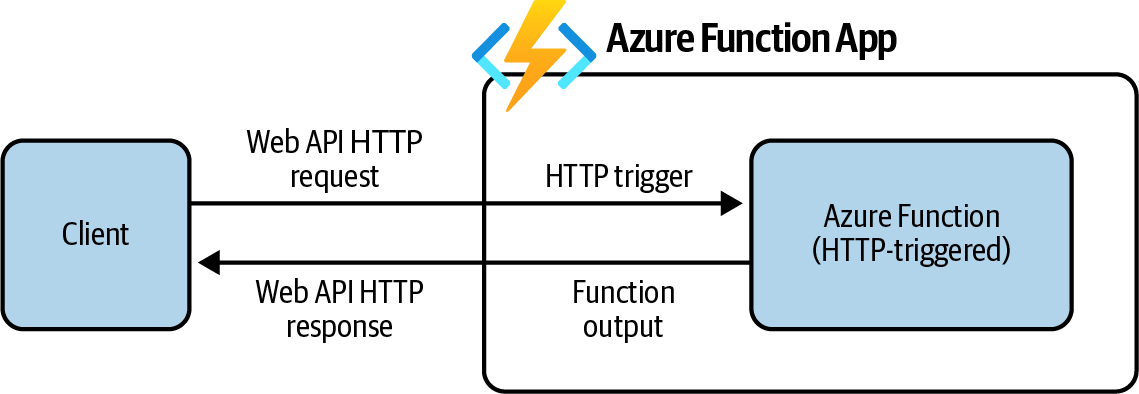 Azure Function App
Web API HTTP
request
HTTP trigger
Client
Azure Function
(HTTP-triggered)
Web API HTTP
response
Function
output